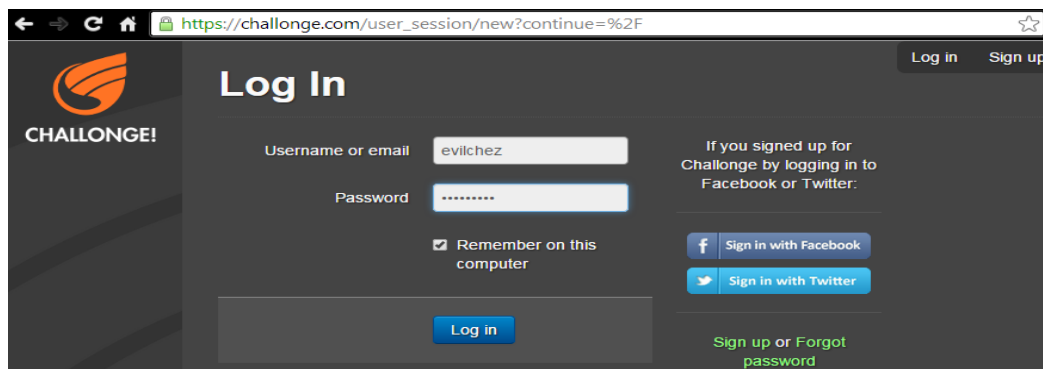 https://challonge.com/user_session/new?continue=%2F
Log in Sign up
CHALLONGE!
Log In
Username or email evilchez
Password •••••••••
Remember on this
computer
Log in
If you signed up for
Challonge by logging in to
Facebook or Twitter:
f Sign in with Facebook
Sign in with Twitter
Sign up or Forgot
password